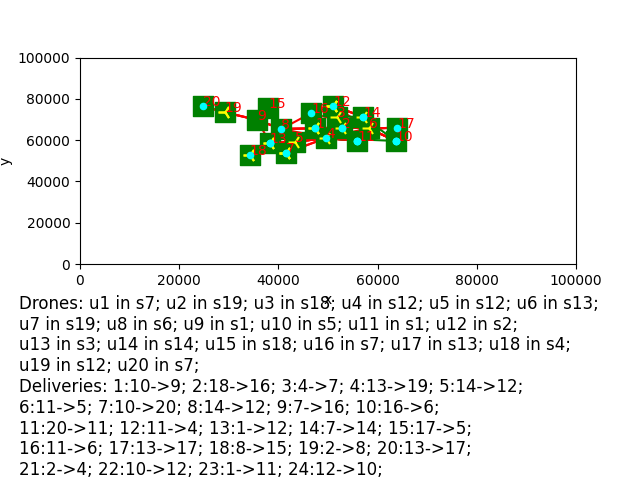 100000
80000
60000
40000
20000
0
y
0 20000 40000 60000 80000 100000
x
Drones: u1 in s7; u2 in s19; u3 in s18; u4 in s12; u5 in s12; u6 in s13;
u7 in s19; u8 in s6; u9 in s1; u10 in s5; u11 in s1; u12 in s2;
u13 in s3; u14 in s14; u15 in s18; u16 in s7; u17 in s13; u18 in s4;
u19 in s12; u20 in s7;
Deliveries: 1:10->9; 2:18->16; 3:4->7; 4:13->19; 5:14->12;
6:11->5; 7:10->20; 8:14->12; 9:7->16; 10:16->6;
11:20->11; 12:11->4; 13:1->12; 14:7->14; 15:17->5;
16:11->6; 17:13->17; 18:8->15; 19:2->8; 20:13->17;
21:2->4; 22:10->12; 23:1->11; 24:12->10;